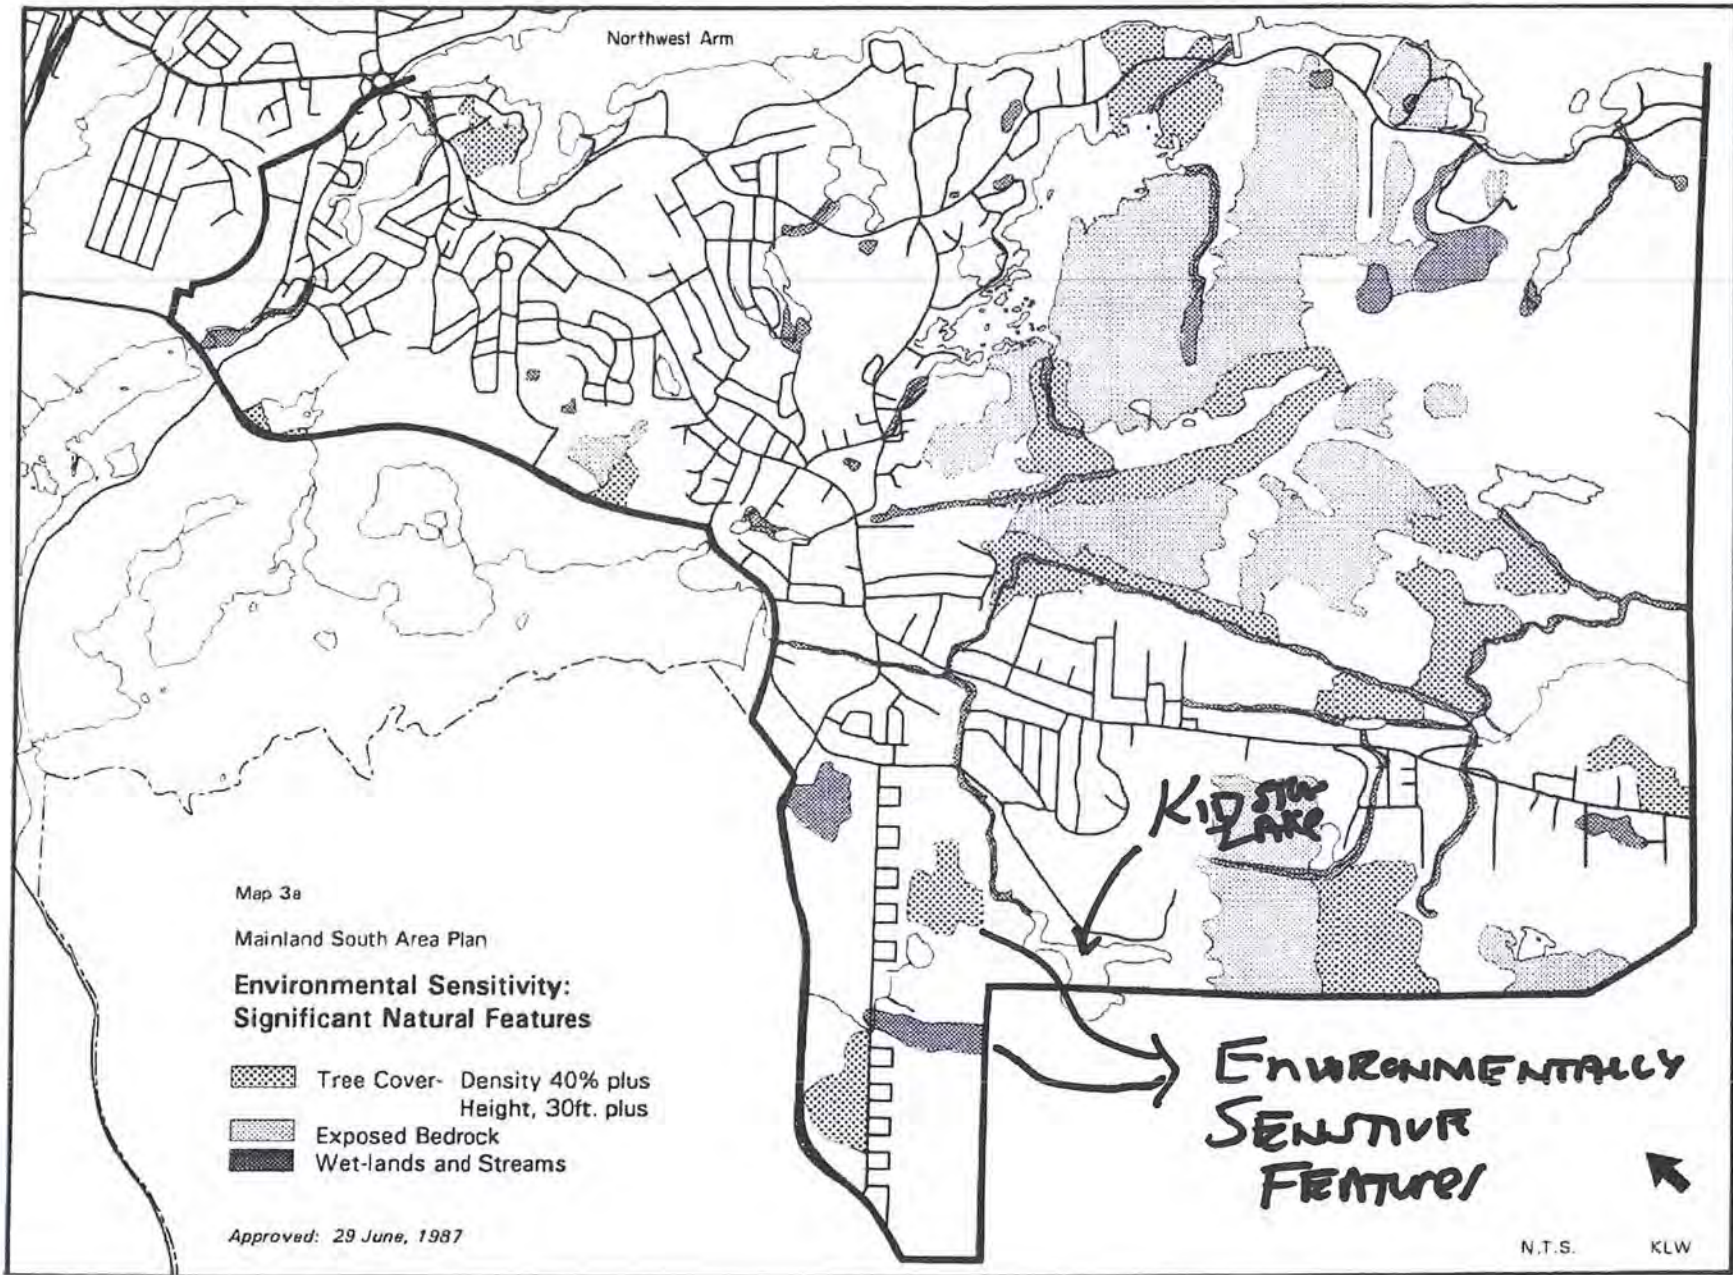 Northwest Arm
KIDSTON
LAKE
Map 3a
Mainland South Area Plan
Environmental Sensitivity:
Significant Natural Features
Tree Cover- Density 40% plus
Height, 30ft. plus
Exposed Bedrock
Wet-lands and Streams
ENVIRONMENTALLY
SENSITIVE
FEATURES
Approved: 29 June, 1987
N.T.S. KLW